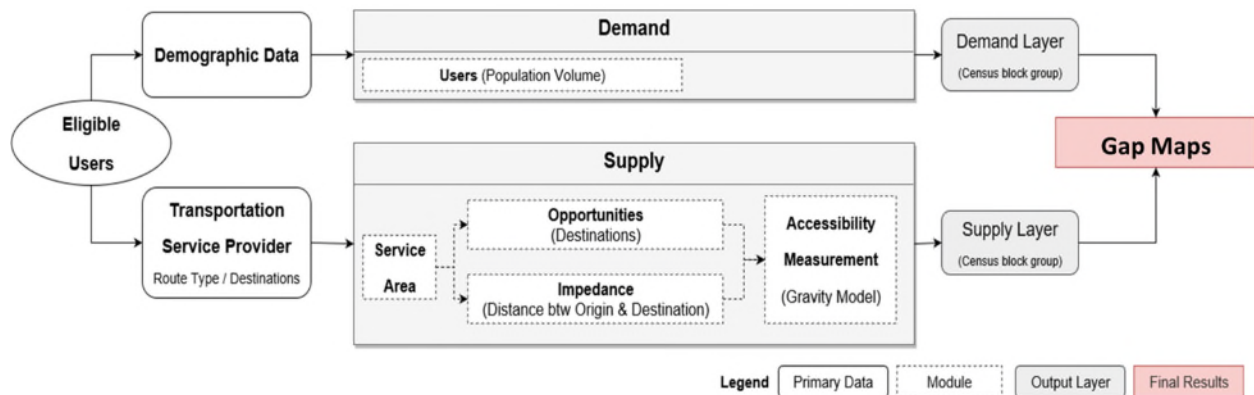 Eligible
Users
Demographic Data
Demand
Users (Population Volume)
Demand Layer
(Census block group)
Transportation
Service Provider
Route Type / Destinations
Supply
Service
Area
Opportunities
(Destinations)
Impedance
(Distance btw Origin & Destination)
Accessibility
Measurement
(Gravity Model)
Supply Layer
(Census block group)
Gap Maps
Legend
Primary Data
Module
Output Layer
Final Results